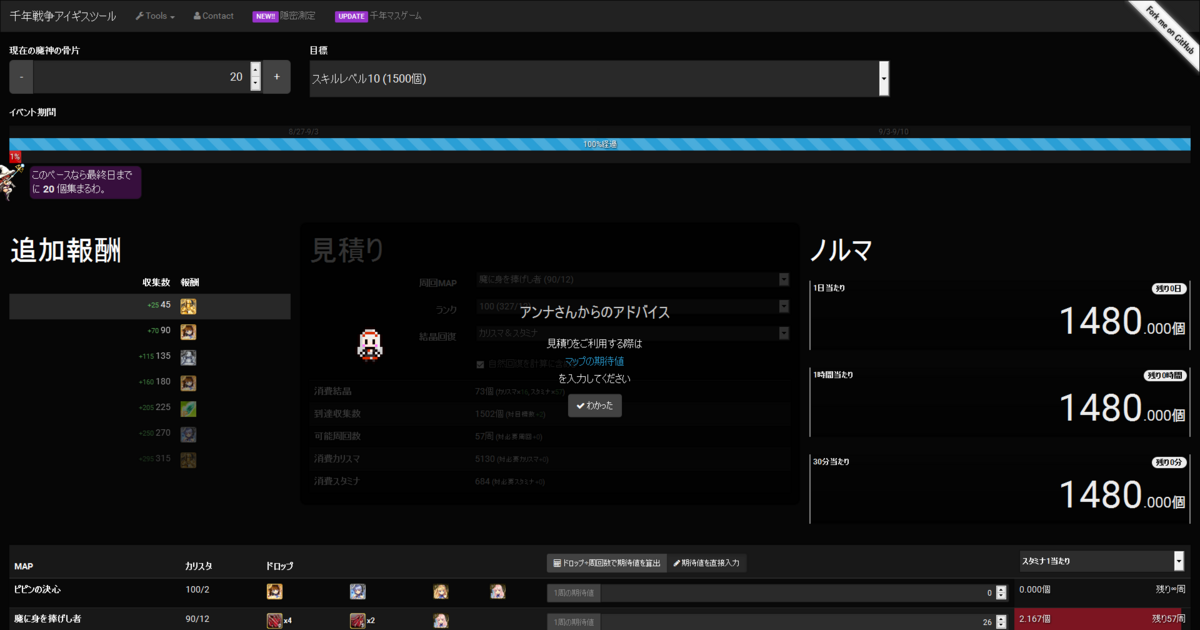 千年戦争アイギスツール Tools Contact NEW!! 隠密測定 UPDATE 千年マスゲーム
Fork me on GitHub
現在の魔神の骨片
- 20 +
目標
スキルレベル10 (1500個)
イベント期間
8/27-9/3 9/3-9/10
100%経過
1%
このペースなら最終日まで
に 20 個集まるわ。
追加報酬
収集数 報酬
+25 45
+70 90
+115 135
+160 180
+205 225
+250 270
+295 315
見積り
周回MAP 魔に身を捧げし者 (90/12)
ランク 100 (327/
結晶回復 カリスマ&スタミナ
アンナさんからのアドバイス
見積りをご利用する際は
マップの期待値
を入力してください
わかった
消費結晶 73個
到達収集数 1502個
可能周回数 57周
消費カリスマ 5130
消費スタミナ 684
ノルマ
1日当たり 残り0日
1480.000個
1時間当たり 残り0時間
1480.000個
30分当たり 残り0分
1480.000個
MAP カリスタ ドロップ ドロップ÷周回数で期待値を算出 期待値を直接入力 スタミナ1当たり
ピピンの決心 100/2 1周の期待値 0 0.000個 残り∞周
魔に身を捧げし者 90/12 x4 x2 1周の期待値 26 2.167個 残り57周